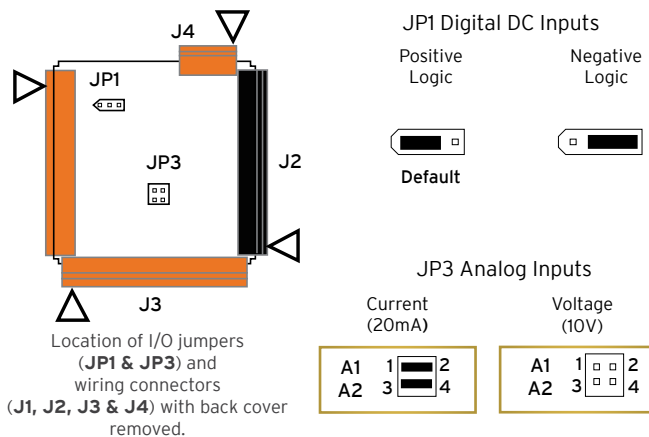 J4
JP1
JP3
J2
J3
Location of I/O jumpers
(JP1 & JP3) and
wiring connectors
(J1, J2, J3 & J4) with back cover
removed.
JP1 Digital DC Inputs
Positive
Logic
Negative
Logic
Default
JP3 Analog Inputs
Current
(20mA)
A1 1 2
A2 3 4
Voltage
(10V)
A1 1 2
A2 3 4